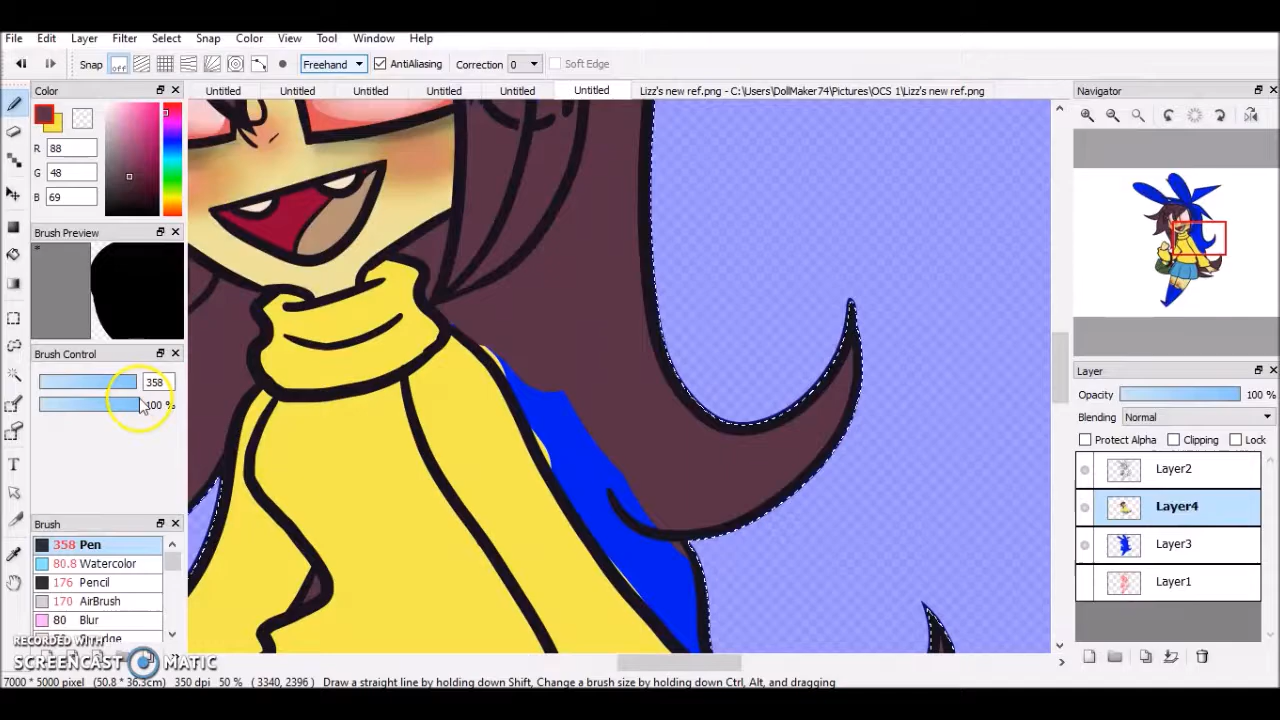 File Edit Layer Filter Select Snap Color View Tool Window Help
Snap off Freehand AntiAliasing Correction 0 Soft Edge
Color Untitled Untitled Untitled Untitled Untitled Untitled Lizz's new ref.png - C:\Users\DollMaker74\Pictures\OCS 1\Lizz's new ref.png Navigator
R 88
G 48
B 69
Brush Preview
Brush Control
358
100 %
Layer
Opacity 100 %
Blending Normal
Protect Alpha Clipping Lock
Layer2
Layer4
Layer3
Layer1
Brush
358 Pen
80.8 Watercolor
176 Pencil
170 AirBrush
80 Blur
Smudge
RECORDED WITH
SCREENCAST MATIC
7000 * 5000 pixel (50.8 * 36.3cm) 350 dpi 50 % ( 3340, 2396 ) Draw a straight line by holding down Shift, Change a brush size by holding down Ctrl, Alt, and dragging